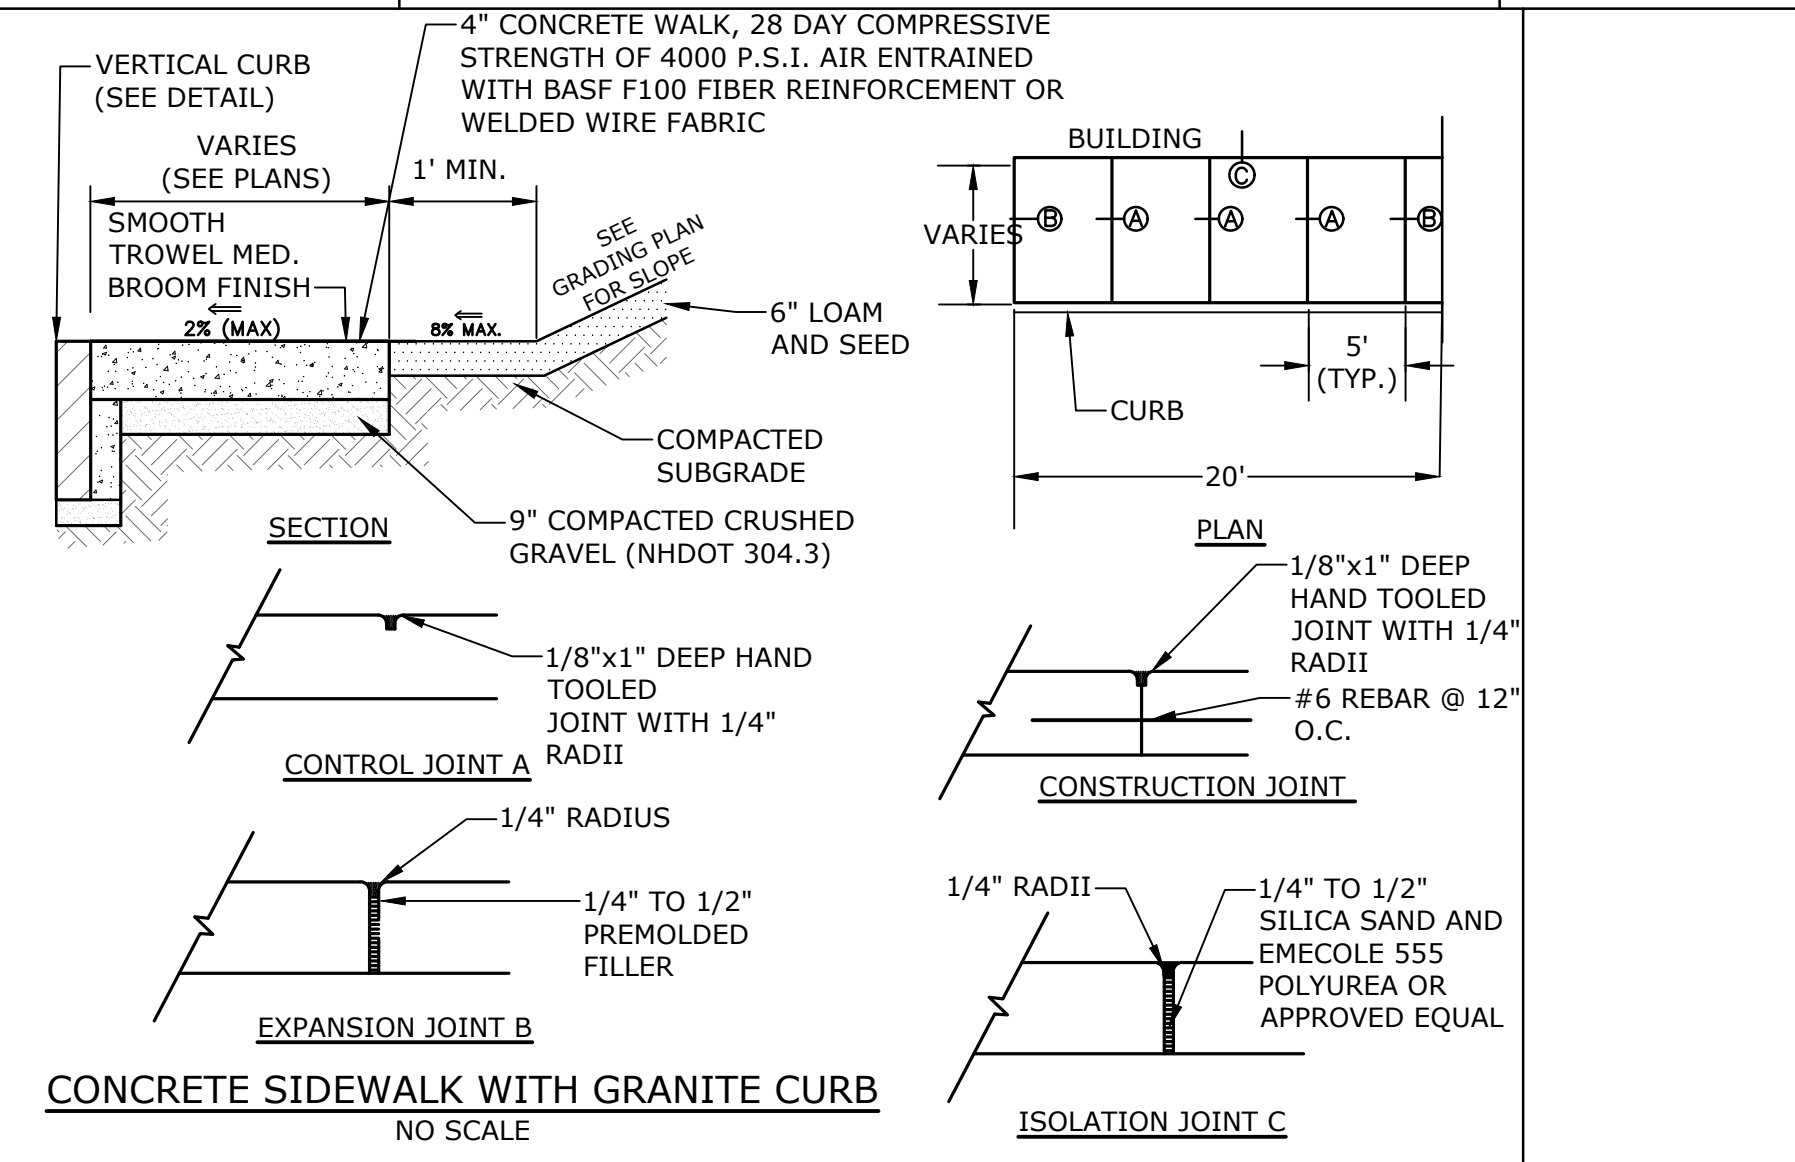 4" CONCRETE WALK, 28 DAY COMPRESSIVE
STRENGTH OF 4000 P.S.I. AIR ENTRAINED
WITH BASF F100 FIBER REINFORCEMENT OR
WELDED WIRE FABRIC
VERTICAL CURB
(SEE DETAIL)
VARIES
(SEE PLANS)
1' MIN.
SMOOTH
TROWEL MED.
BROOM FINISH
2% (MAX)
8% MAX.
SEE
GRADING PLAN
FOR SLOPE
6" LOAM
AND SEED
COMPACTED
SUBGRADE
9" COMPACTED CRUSHED
GRAVEL (NHDOT 304.3)
SECTION
BUILDING
C
B
A
A
A
B
VARIES
5'
(TYP.)
CURB
20'
PLAN
1/8"x1" DEEP HAND
TOOLED
JOINT WITH 1/4"
RADII
CONTROL JOINT A
1/8"x1" DEEP
HAND TOOLED
JOINT WITH 1/4"
RADII
#6 REBAR @ 12"
O.C.
CONSTRUCTION JOINT
1/4" RADIUS
1/4" TO 1/2"
PREMOLDED
FILLER
EXPANSION JOINT B
1/4" RADII
1/4" TO 1/2"
SILICA SAND AND
EMECOLE 555
POLYUREA OR
APPROVED EQUAL
ISOLATION JOINT C
CONCRETE SIDEWALK WITH GRANITE CURB
NO SCALE